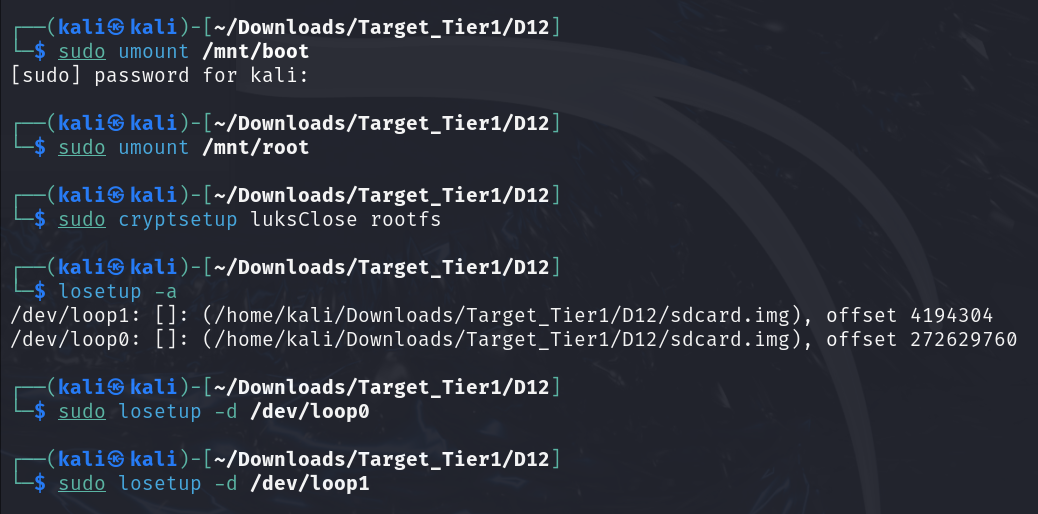 ┌──(kali㉿kali)-[~/Downloads/Target_Tier1/D12]
└─$ sudo umount /mnt/boot
[sudo] password for kali:
┌──(kali㉿kali)-[~/Downloads/Target_Tier1/D12]
└─$ sudo umount /mnt/root
┌──(kali㉿kali)-[~/Downloads/Target_Tier1/D12]
└─$ sudo cryptsetup luksClose rootfs
┌──(kali㉿kali)-[~/Downloads/Target_Tier1/D12]
└─$ losetup -a
/dev/loop1: []: (/home/kali/Downloads/Target_Tier1/D12/sdcard.img), offset 4194304
/dev/loop0: []: (/home/kali/Downloads/Target_Tier1/D12/sdcard.img), offset 272629760
┌──(kali㉿kali)-[~/Downloads/Target_Tier1/D12]
└─$ sudo losetup -d /dev/loop0
┌──(kali㉿kali)-[~/Downloads/Target_Tier1/D12]
└─$ sudo losetup -d /dev/loop1